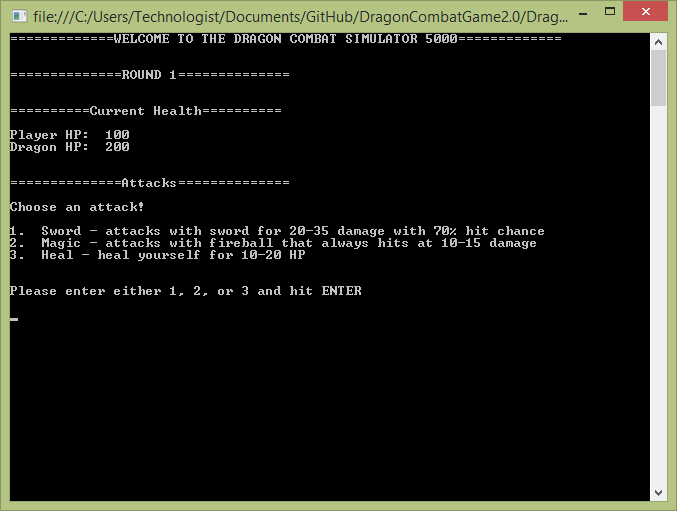 file:///C:/Users/Technologist/Documents/GitHub/DragonCombatGame2.0/Drag...
=============WELCOME TO THE DRAGON COMBAT SIMULATOR 5000=============
==============ROUND 1==============
==========Current Health==========
Player HP:  100
Dragon HP:  200
==============Attacks==============
Choose an attack!
1.  Sword - attacks with sword for 20-35 damage with 70% hit chance
2.  Magic - attacks with fireball that always hits at 10-15 damage
3.  Heal - heal yourself for 10-20 HP
Please enter either 1, 2, or 3 and hit ENTER